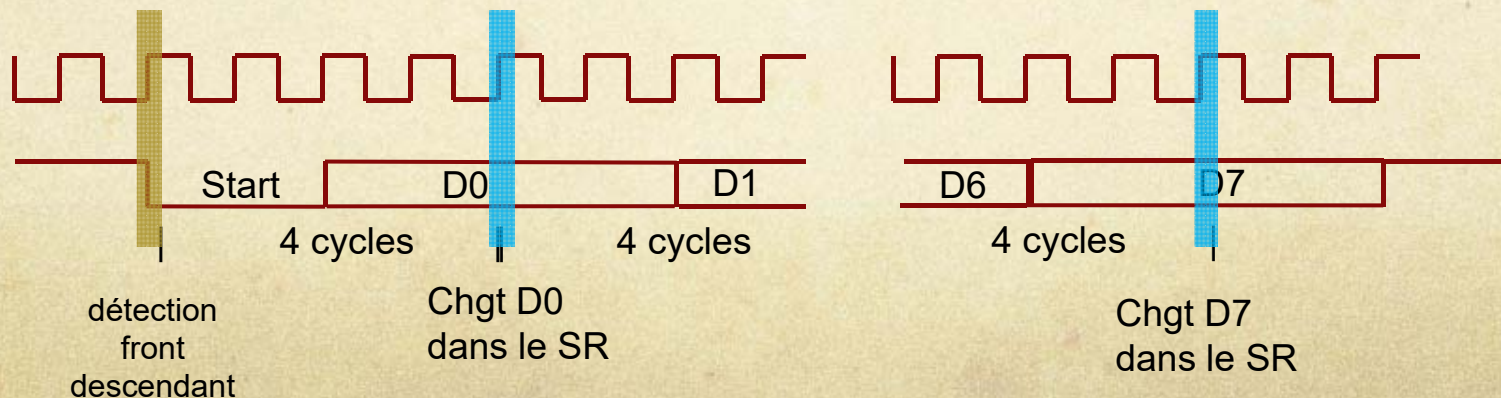 Start
D0
D1
D6
D7
4 cycles
4 cycles
4 cycles
détection
front
descendant
Chgt D0
dans le SR
Chgt D7
dans le SR